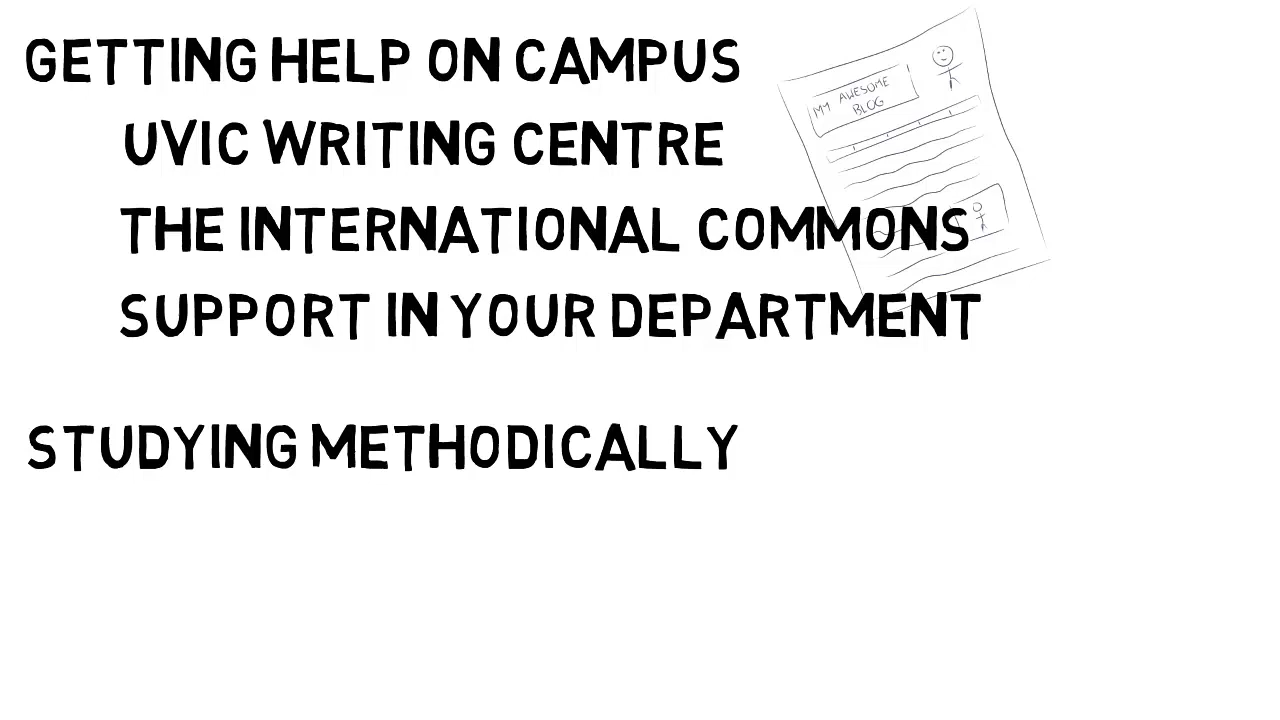 GETTING HELP ON CAMPUS
UVIC WRITING CENTRE
THE INTERNATIONAL COMMONS
SUPPORT IN YOUR DEPARTMENT
STUDYING METHODICALLY
MY AWESOME
BLOG